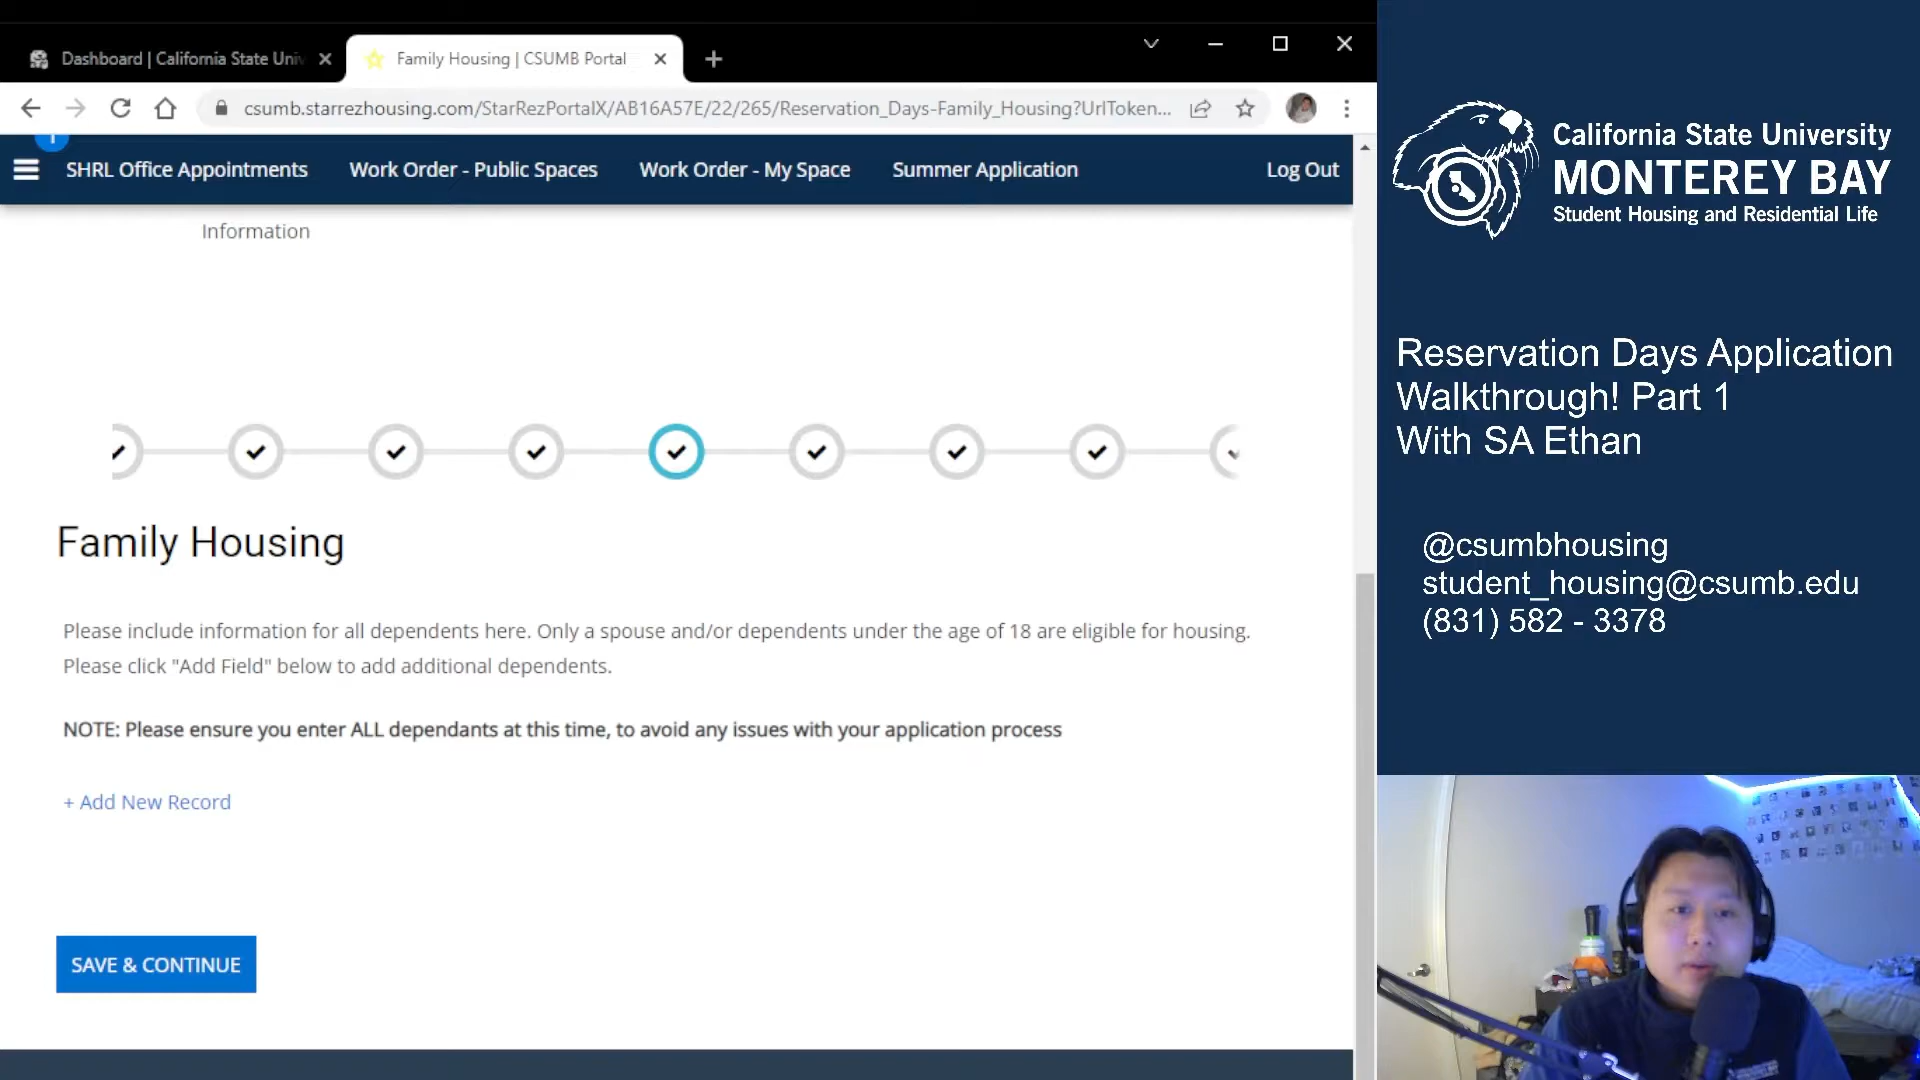 Dashboard | California State Univ
Family Housing | CSUMB Portal
csumb.starrezhousing.com/StarRezPortalX/AB16A57E/22/265/Reservation_Days-Family_Housing?UrlToken...
SHRL Office Appointments
Work Order - Public Spaces
Work Order - My Space
Summer Application
Log Out
Information
Family Housing
Please include information for all dependents here. Only a spouse and/or dependents under the age of 18 are eligible for housing.
Please click "Add Field" below to add additional dependents.
NOTE: Please ensure you enter ALL dependants at this time, to avoid any issues with your application process
+ Add New Record
SAVE & CONTINUE
California State University
MONTEREY BAY
Student Housing and Residential Life
Reservation Days Application
Walkthrough! Part 1
With SA Ethan
@csumbhousing
student_housing@csumb.edu
(831) 582 - 3378